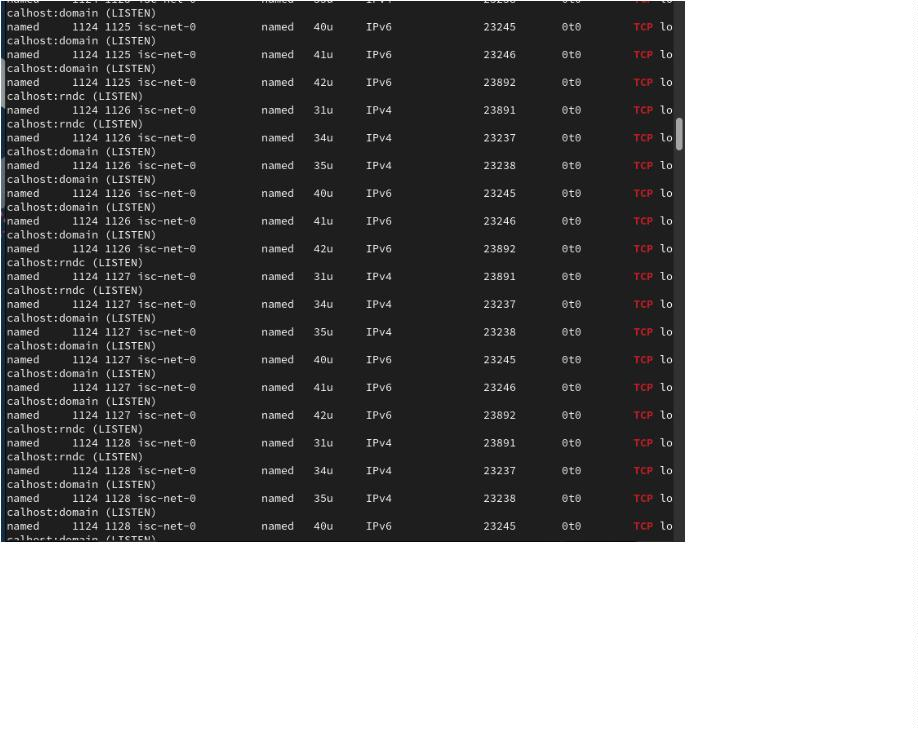 calhost:domain (LISTEN)
named 1124 1125 isc-net-0 named 40u IPv6 23245 0t0 TCP lo
calhost:domain (LISTEN)
named 1124 1125 isc-net-0 named 41u IPv6 23246 0t0 TCP lo
calhost:domain (LISTEN)
named 1124 1125 isc-net-0 named 42u IPv6 23892 0t0 TCP lo
calhost:rndc (LISTEN)
named 1124 1126 isc-net-0 named 31u IPv4 23891 0t0 TCP lo
calhost:rndc (LISTEN)
named 1124 1126 isc-net-0 named 34u IPv4 23237 0t0 TCP lo
calhost:domain (LISTEN)
named 1124 1126 isc-net-0 named 35u IPv4 23238 0t0 TCP lo
calhost:domain (LISTEN)
named 1124 1126 isc-net-0 named 40u IPv6 23245 0t0 TCP lo
calhost:domain (LISTEN)
named 1124 1126 isc-net-0 named 41u IPv6 23246 0t0 TCP lo
calhost:domain (LISTEN)
named 1124 1126 isc-net-0 named 42u IPv6 23892 0t0 TCP lo
calhost:rndc (LISTEN)
named 1124 1127 isc-net-0 named 31u IPv4 23891 0t0 TCP lo
calhost:rndc (LISTEN)
named 1124 1127 isc-net-0 named 34u IPv4 23237 0t0 TCP lo
calhost:domain (LISTEN)
named 1124 1127 isc-net-0 named 35u IPv4 23238 0t0 TCP lo
calhost:domain (LISTEN)
named 1124 1127 isc-net-0 named 40u IPv6 23245 0t0 TCP lo
calhost:domain (LISTEN)
named 1124 1127 isc-net-0 named 41u IPv6 23246 0t0 TCP lo
calhost:domain (LISTEN)
named 1124 1127 isc-net-0 named 42u IPv6 23892 0t0 TCP lo
calhost:rndc (LISTEN)
named 1124 1128 isc-net-0 named 31u IPv4 23891 0t0 TCP lo
calhost:rndc (LISTEN)
named 1124 1128 isc-net-0 named 34u IPv4 23237 0t0 TCP lo
calhost:domain (LISTEN)
named 1124 1128 isc-net-0 named 35u IPv4 23238 0t0 TCP lo
calhost:domain (LISTEN)
named 1124 1128 isc-net-0 named 40u IPv6 23245 0t0 TCP lo
calhost:domain (LISTEN)